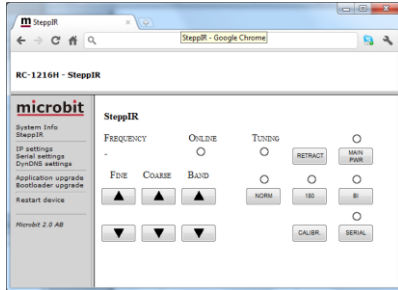 SteppIR
SteppIR - Google Chrome
RC-1216H - SteppIR
microbit
System Info
SteppIR
IP settings
Serial settings
DynDNS settings
Application upgrade
Bootloader upgrade
Restart device
Microbit 2.0 AB
SteppIR
FREQUENCY ONLINE TUNING
-
RETRACT MAIN PWR
FINE COARSE BAND
NORM 180 BI
CALIBR. SERIAL